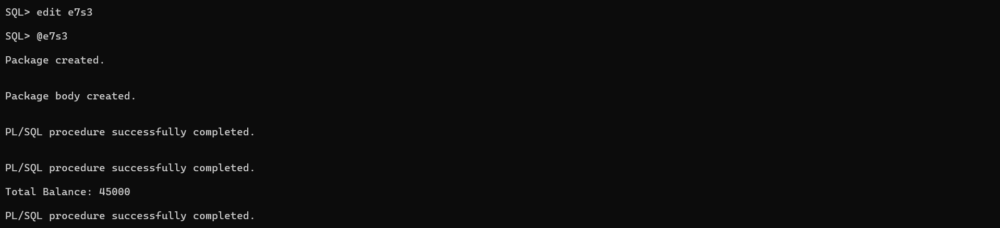 SQL> edit e7s3
SQL> @e7s3
Package created.
Package body created.
PL/SQL procedure successfully completed.
PL/SQL procedure successfully completed.
Total Balance: 45000
PL/SQL procedure successfully completed.